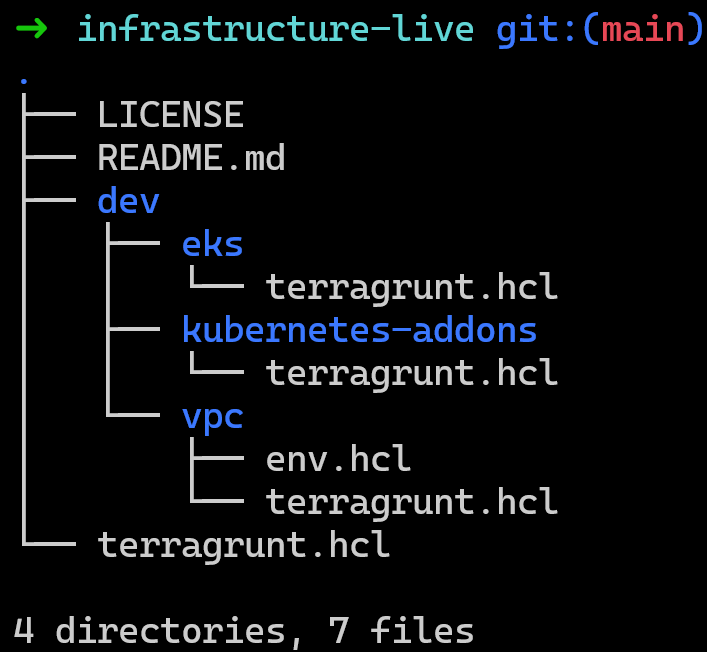 ➜ infrastructure-live git:(main)
.
├── LICENSE
├── README.md
├── dev
│   ├── eks
│   │   └── terragrunt.hcl
│   ├── kubernetes-addons
│   │   └── terragrunt.hcl
│   └── vpc
│       ├── env.hcl
│       └── terragrunt.hcl
└── terragrunt.hcl

4 directories, 7 files